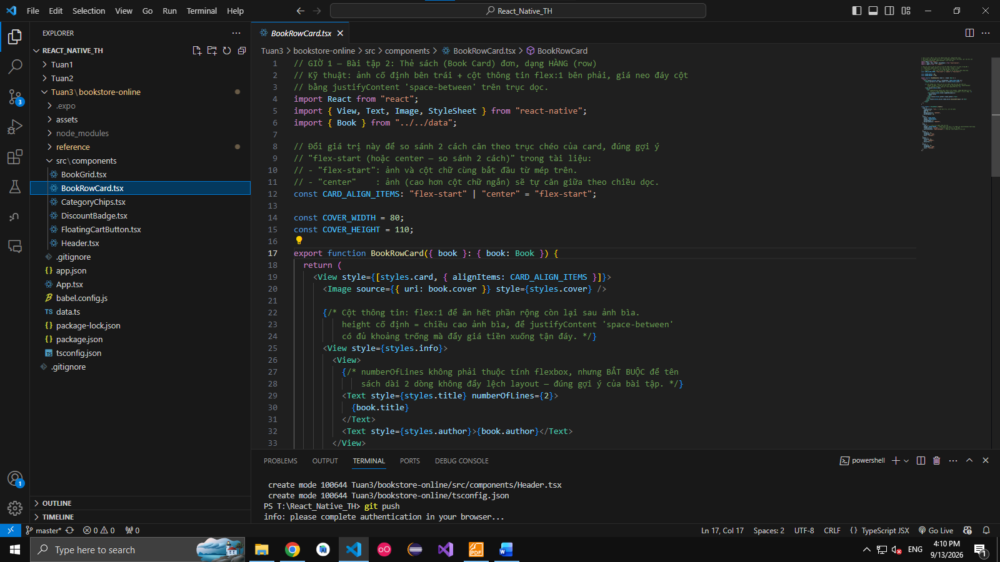 File Edit Selection View Go Run Terminal Help
React_Native_TH
EXPLORER
REACT_NATIVE_TH
Tuan1
Tuan2
Tuan3\bookstore-online
.expo
assets
node_modules
reference
src\components
BookGrid.tsx
BookRowCard.tsx
CategoryChips.tsx
DiscountBadge.tsx
FloatingCartButton.tsx
Header.tsx
.gitignore
app.json
App.tsx
babel.config.js
data.ts
package-lock.json
package.json
tsconfig.json
.gitignore
OUTLINE
TIMELINE
3
1
BookRowCard.tsx
Tuan3 > bookstore-online > src > components > BookRowCard.tsx > BookRowCard
1 // GIỜ 1 — Bài tập 2: Thẻ sách (Book Card) đơn, dạng HÀNG (row)
2 // Kỹ thuật: ảnh cố định bên trái + cột thông tin flex:1 bên phải, giá neo đáy cột
3 // bằng justifyContent 'space-between' trên trục dọc.
4 import React from "react";
5 import { View, Text, Image, StyleSheet } from "react-native";
6 import { Book } from "../../data";
7
8 // Đổi giá trị này để so sánh 2 cách căn theo trục chéo của card, đúng gợi ý
9 // "flex-start (hoặc center — so sánh 2 cách)" trong tài liệu:
10 // - "flex-start": ảnh và cột chữ cùng bắt đầu từ mép trên.
11 // - "center"    : ảnh (cao hơn cột chữ ngắn) sẽ tự căn giữa theo chiều dọc.
12 const CARD_ALIGN_ITEMS: "flex-start" | "center" = "flex-start";
13
14 const COVER_WIDTH = 80;
15 const COVER_HEIGHT = 110;
16
17 export function BookRowCard({ book }: { book: Book }) {
18 return (
19 <View style={[styles.card, { alignItems: CARD_ALIGN_ITEMS }]}>
20 <Image source={{ uri: book.cover }} style={styles.cover} />
21
22 {/* Cột thông tin: flex:1 để ăn hết phần rộng còn lại sau ảnh bìa.
23 height cố định = chiều cao ảnh bìa, để justifyContent 'space-between'
24 có đủ khoảng trống mà đẩy giá tiền xuống tận đáy. */}
25 <View style={styles.info}>
26 <View>
27 {/* numberOfLines không phải thuộc tính flexbox, nhưng BẮT BUỘC để tên
28 sách dài 2 dòng không đẩy lệch layout — đúng gợi ý của bài tập. */}
29 <Text style={styles.title} numberOfLines={2}>
30 {book.title}
31 </Text>
32 <Text style={styles.author}>{book.author}</Text>
33 </View>
PROBLEMS OUTPUT TERMINAL PORTS DEBUG CONSOLE
powershell
create mode 100644 Tuan3/bookstore-online/src/components/Header.tsx
create mode 100644 Tuan3/bookstore-online/tsconfig.json
PS T:\React_Native_TH> git push
info: please complete authentication in your browser...
master* 0 0 0
Ln 17, Col 17 Spaces: 2 UTF-8 CRLF {} TypeScript JSX Go Live
Type here to search
PDF
ENG
4:10 PM
9/13/2026
1